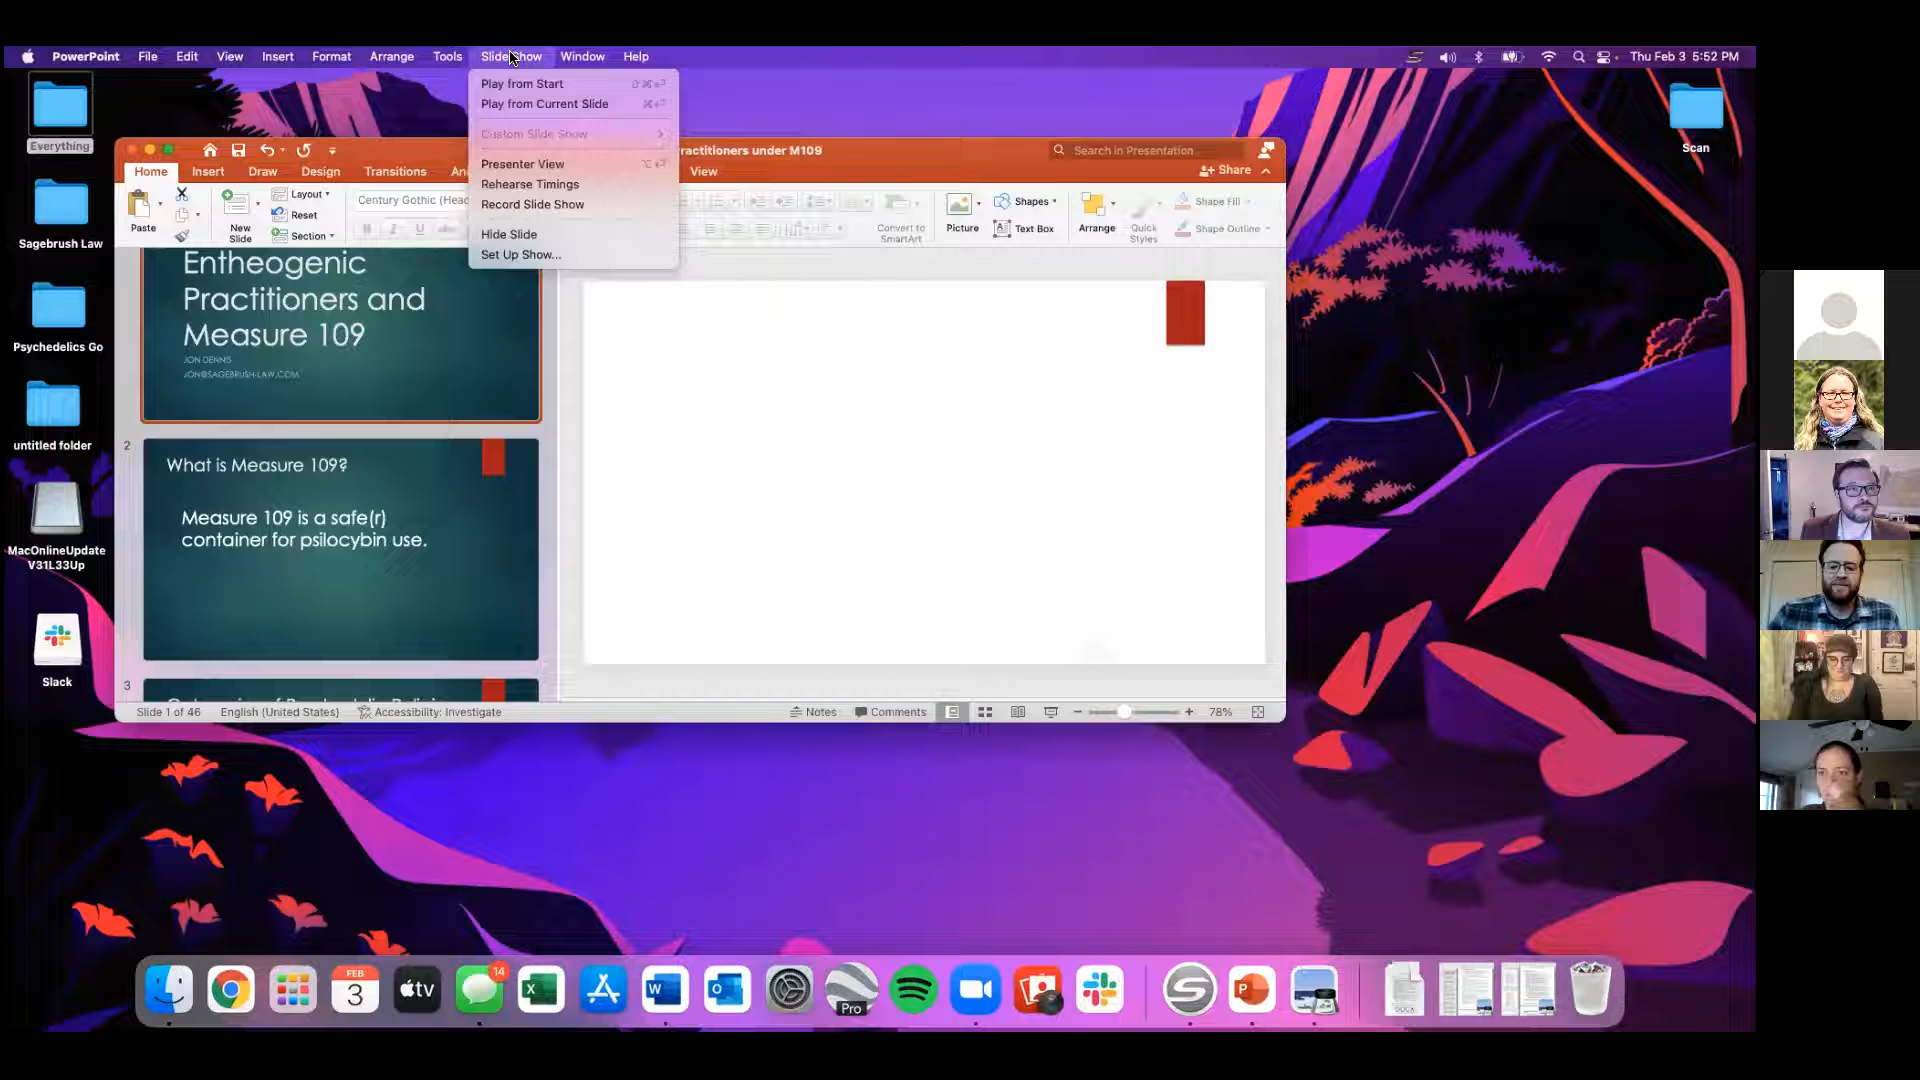 PowerPoint File Edit View Insert Format Arrange Tools Slide Show Window Help
Thu Feb 3 5:52 PM
Play from Start
Play from Current Slide
Custom Slide Show
Presenter View
Rehearse Timings
Record Slide Show
Hide Slide
Set Up Show...
Everything
Sagebrush Law
Psychedelics Go
untitled folder
MacOnlineUpdate
V31L33Up
Slack
Scan
ractitioners under M109
Search in Presentation
Home Insert Draw Design Transitions An View
Share
Paste
New
Slide
Layout
Reset
Section
Century Gothic (Head
Convert to
SmartArt
Picture
Shapes
Text Box
Arrange
Quick
Styles
Shape Fill
Shape Outline
Entheogenic
Practitioners and
Measure 109
JON DENNIS
JON@SAGEBRUSH-LAW.COM
2
What is Measure 109?
Measure 109 is a safe(r)
container for psilocybin use.
3
Slide 1 of 46 English (United States) Accessibility: Investigate
Notes Comments 78%
FEB
3
tv
14
X
W
O
Pro
S
P
DOCX